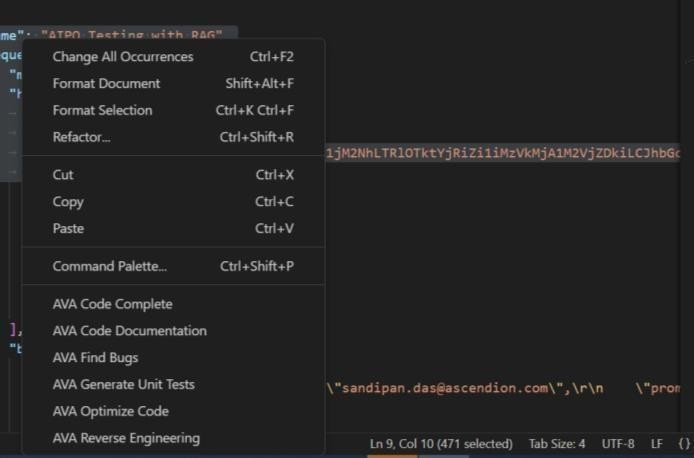 me": "AIPO Testing with RAG"
eque
"m
"h
Change All Occurrences Ctrl+F2
Format Document Shift+Alt+F
Format Selection Ctrl+K Ctrl+F
Refactor... Ctrl+Shift+R
1jM2NhLTRlOTktYjRiZi1iMzVkMjA1M2VjZDkiLCJhbGc
Cut Ctrl+X
Copy Ctrl+C
Paste Ctrl+V
Command Palette... Ctrl+Shift+P
AVA Code Complete
AVA Code Documentation
],
"b
AVA Find Bugs
AVA Generate Unit Tests
\"sandipan.das@ascendion.com\",\r\n    \"prom
AVA Optimize Code
AVA Reverse Engineering
Ln 9, Col 10 (471 selected) Tab Size: 4 UTF-8 LF {}